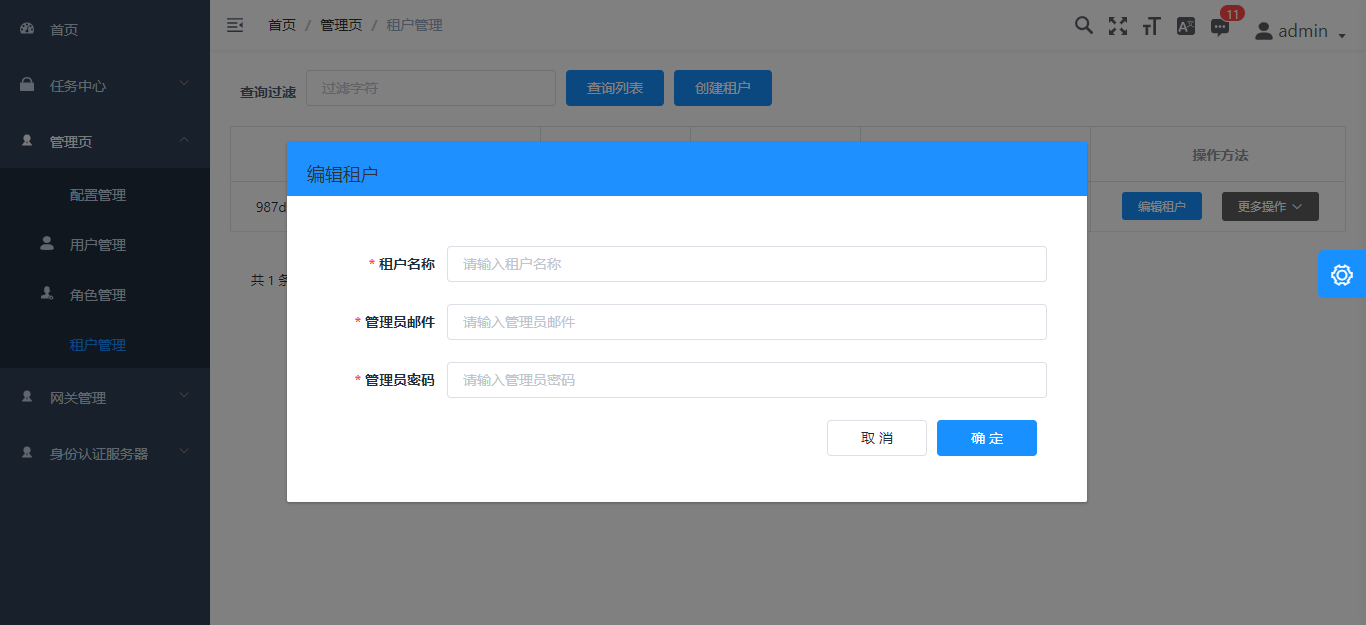 首页
任务中心
管理页
配置管理
用户管理
角色管理
租户管理
网关管理
身份认证服务器
首页 / 管理页 / 租户管理
11
admin
查询过滤
过滤字符
查询列表
创建租户
操作方法
987d
编辑租户
更多操作
共 1 条
编辑租户
* 租户名称
请输入租户名称
* 管理员邮件
请输入管理员邮件
* 管理员密码
请输入管理员密码
取 消
确 定